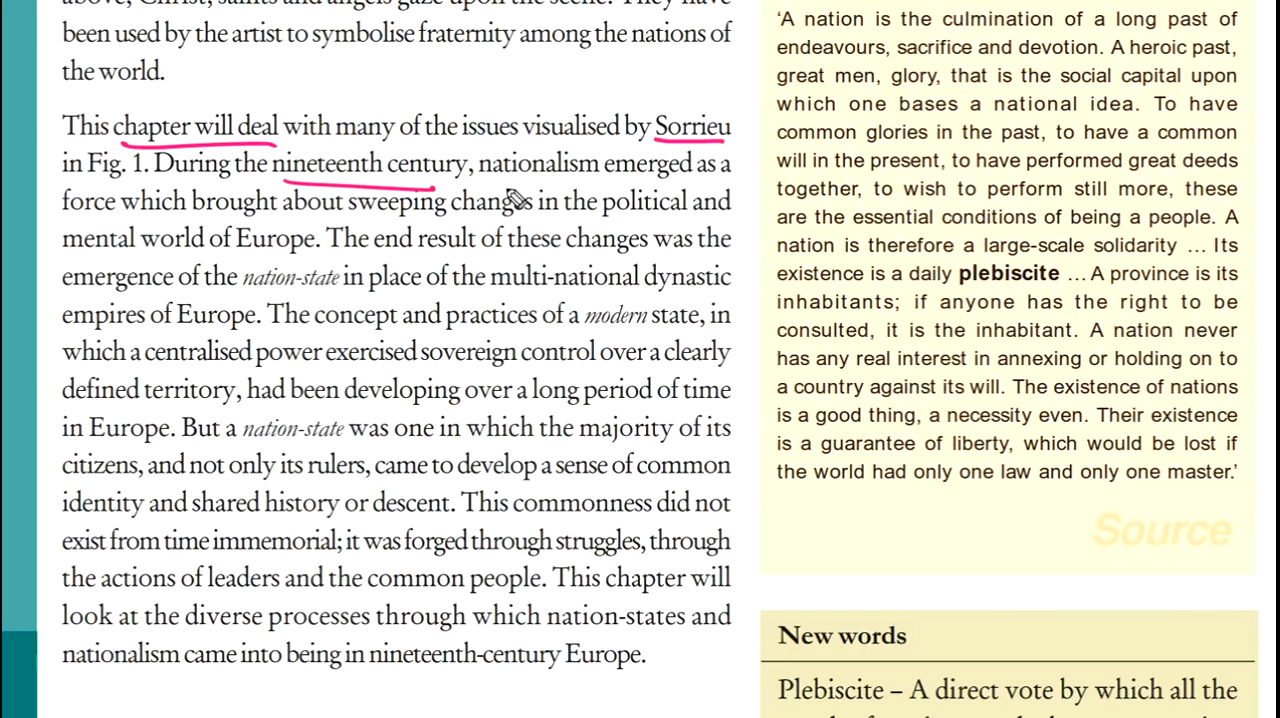 above, Christ, saints and angels gaze upon the scene. They have
been used by the artist to symbolise fraternity among the nations of
the world.
This chapter will deal with many of the issues visualised by Sorrieu
in Fig. 1. During the nineteenth century, nationalism emerged as a
force which brought about sweeping changes in the political and
mental world of Europe. The end result of these changes was the
emergence of the nation-state in place of the multi-national dynastic
empires of Europe. The concept and practices of a modern state, in
which a centralised power exercised sovereign control over a clearly
defined territory, had been developing over a long period of time
in Europe. But a nation-state was one in which the majority of its
citizens, and not only its rulers, came to develop a sense of common
identity and shared history or descent. This commonness did not
exist from time immemorial; it was forged through struggles, through
the actions of leaders and the common people. This chapter will
look at the diverse processes through which nation-states and
nationalism came into being in nineteenth-century Europe.
‘A nation is the culmination of a long past of
endeavours, sacrifice and devotion. A heroic past,
great men, glory, that is the social capital upon
which one bases a national idea. To have
common glories in the past, to have a common
will in the present, to have performed great deeds
together, to wish to perform still more, these
are the essential conditions of being a people. A
nation is therefore a large-scale solidarity … Its
existence is a daily plebiscite … A province is its
inhabitants; if anyone has the right to be
consulted, it is the inhabitant. A nation never
has any real interest in annexing or holding on to
a country against its will. The existence of nations
is a good thing, a necessity even. Their existence
is a guarantee of liberty, which would be lost if
the world had only one law and only one master.’
Source
New words
Plebiscite – A direct vote by which all the